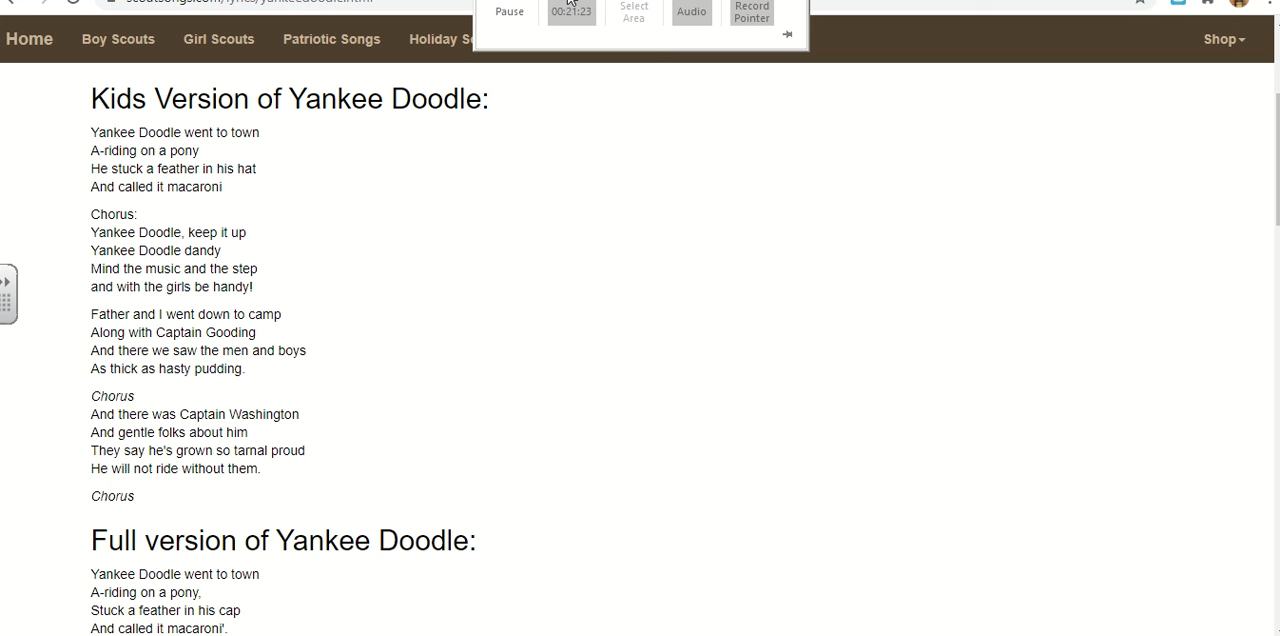 scoutsongs.com/lyrics/yankeedoodle.html
Pause
00:21:23
Select
Area
Audio
Record
Pointer
Home
Boy Scouts
Girl Scouts
Patriotic Songs
Holiday
Shop
Kids Version of Yankee Doodle:
Yankee Doodle went to town
A-riding on a pony
He stuck a feather in his hat
And called it macaroni
Chorus:
Yankee Doodle, keep it up
Yankee Doodle dandy
Mind the music and the step
and with the girls be handy!
Father and I went down to camp
Along with Captain Gooding
And there we saw the men and boys
As thick as hasty pudding.
Chorus
And there was Captain Washington
And gentle folks about him
They say he's grown so tarnal proud
He will not ride without them.
Chorus
Full version of Yankee Doodle:
Yankee Doodle went to town
A-riding on a pony,
Stuck a feather in his cap
And called it macaroni'.